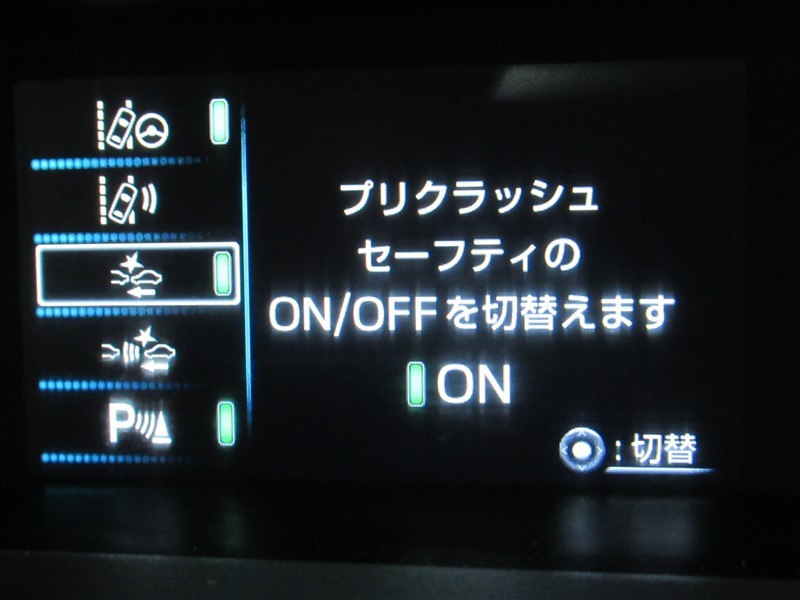 プリクラッシュ
セーフティの
ON/OFFを切替えます
ON
:切替
P